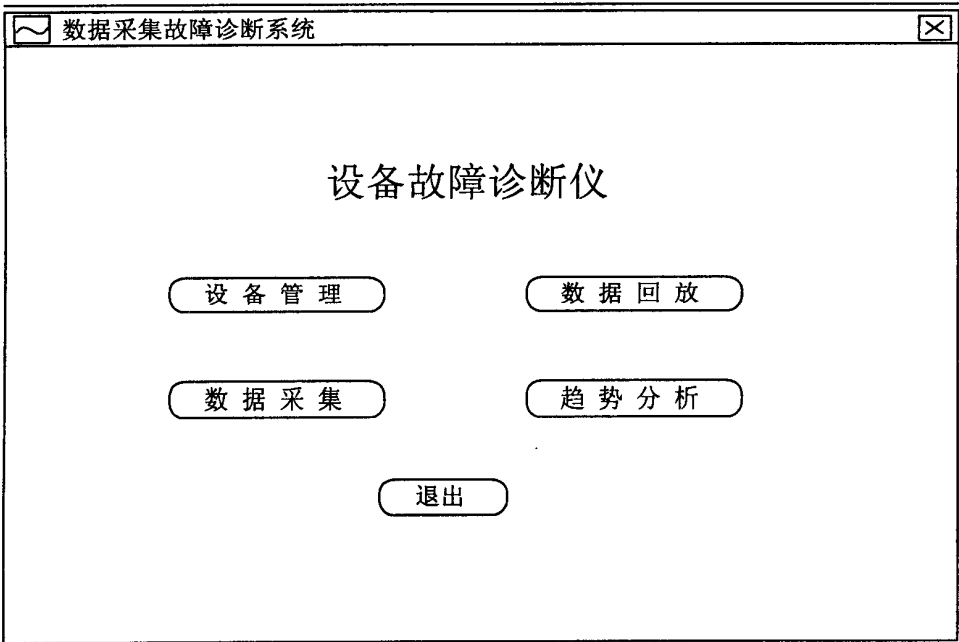 数据采集故障诊断系统
设备故障诊断仪
设备管理
数据回放
数据采集
趋势分析
退出